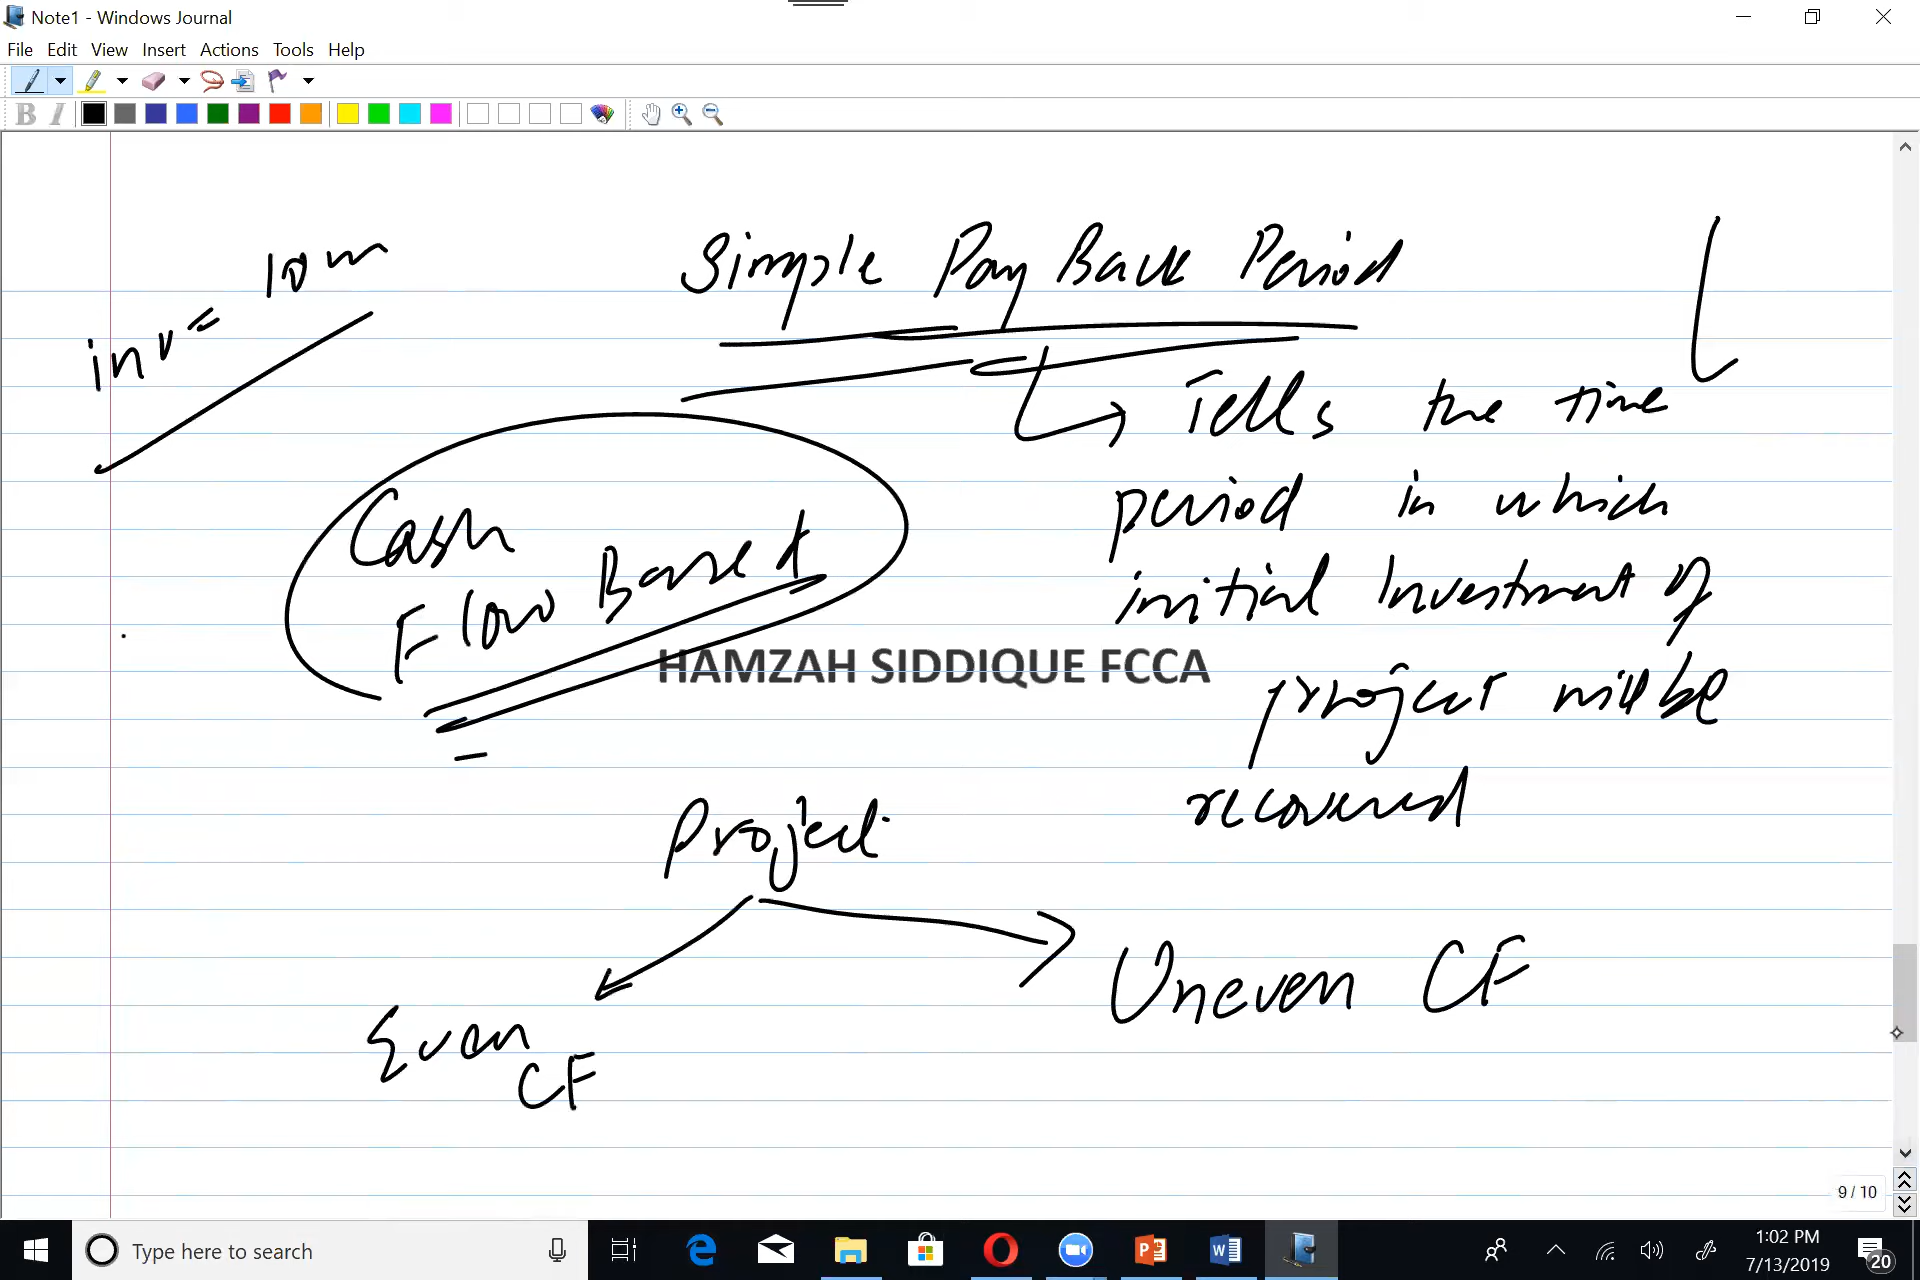 Note1 - Windows Journal
File Edit View Insert Actions Tools Help
B I
Simple Pay Back Period
inv = 10m
Tells the time
period in which
initial Investment of
project will be
recovered
Cash
Flow Based
HAMZAH SIDDIQUE FCCA
Project
Even
CF
Uneven CF
9 / 10
Type here to search
1:02 PM
7/13/2019
20